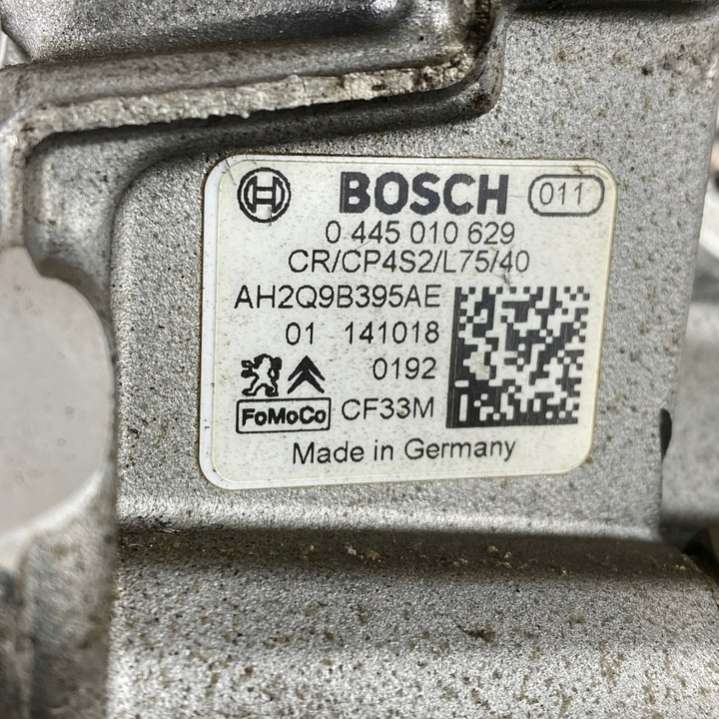 BOSCH 011
0 445 010 629
CR/CP4S2/L75/40
AH2Q9B395AE
01 141018
0192
FoMoCo CF33M
Made in Germany